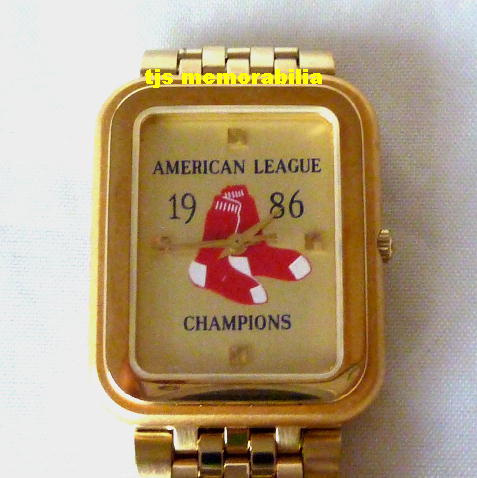 tjs memorabilia
AMERICAN LEAGUE
19 86
CHAMPIONS